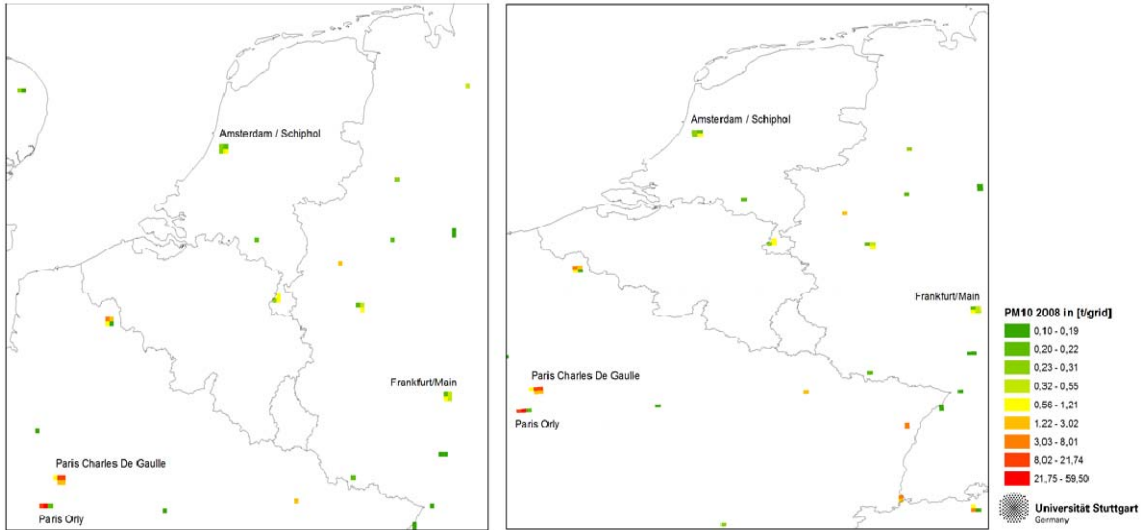 Amsterdam / Schiphol
Frankfurt/Main
Paris Charles De Gaulle
Paris Orly
Amsterdam / Schiphol
Frankfurt/Main
Paris Charles De Gaulle
Paris Orly
PM10 2008 in [t/grid]
0,10 - 0,19
0,20 - 0,22
0,23 - 0,31
0,32 - 0,55
0,56 - 1,21
1,22 - 3,02
3,03 - 8,01
8,02 - 21,74
21,75 - 59,50
Universität Stuttgart
Germany